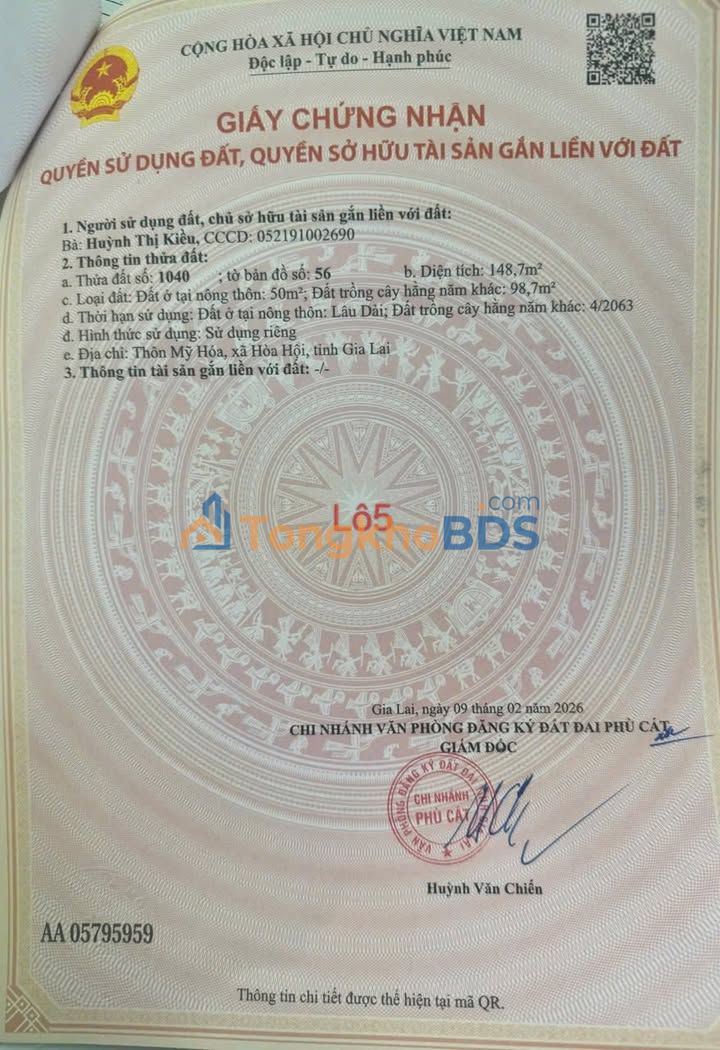 CỘNG HÒA XÃ HỘI CHỦ NGHĨA VIỆT NAM
Độc lập - Tự do - Hạnh phúc
GIẤY CHỨNG NHẬN
QUYỀN SỬ DỤNG ĐẤT, QUYỀN SỞ HỮU TÀI SẢN GẮN LIỀN VỚI ĐẤT
1. Người sử dụng đất, chủ sở hữu tài sản gắn liền với đất:
Bà: Huỳnh Thị Kiều, CCCD: 052191002690
2. Thông tin thửa đất:
a. Thửa đất số: 1040 ; tờ bản đồ số: 56 b. Diện tích: 148,7m²
c. Loại đất: Đất ở tại nông thôn: 50m²; Đất trồng cây hằng năm khác: 98,7m²
d. Thời hạn sử dụng: Đất ở tại nông thôn: Lâu Dài; Đất trồng cây hằng năm khác: 4/2063
đ. Hình thức sử dụng: Sử dụng riêng
e. Địa chỉ: Thôn Mỹ Hóa, xã Hòa Hội, tỉnh Gia Lai
3. Thông tin tài sản gắn liền với đất: -/-
Lô5
TongkhoBDS.com
Gia Lai, ngày 09 tháng 02 năm 2026
CHI NHÁNH VĂN PHÒNG ĐĂNG KÝ ĐẤT ĐAI PHÙ CÁT
GIÁM ĐỐC
VĂN PHÒNG ĐĂNG KÝ ĐẤT ĐAI
CHI NHÁNH
PHÙ CÁT
Huỳnh Văn Chiến
AA 05795959
Thông tin chi tiết được thể hiện tại mã QR.